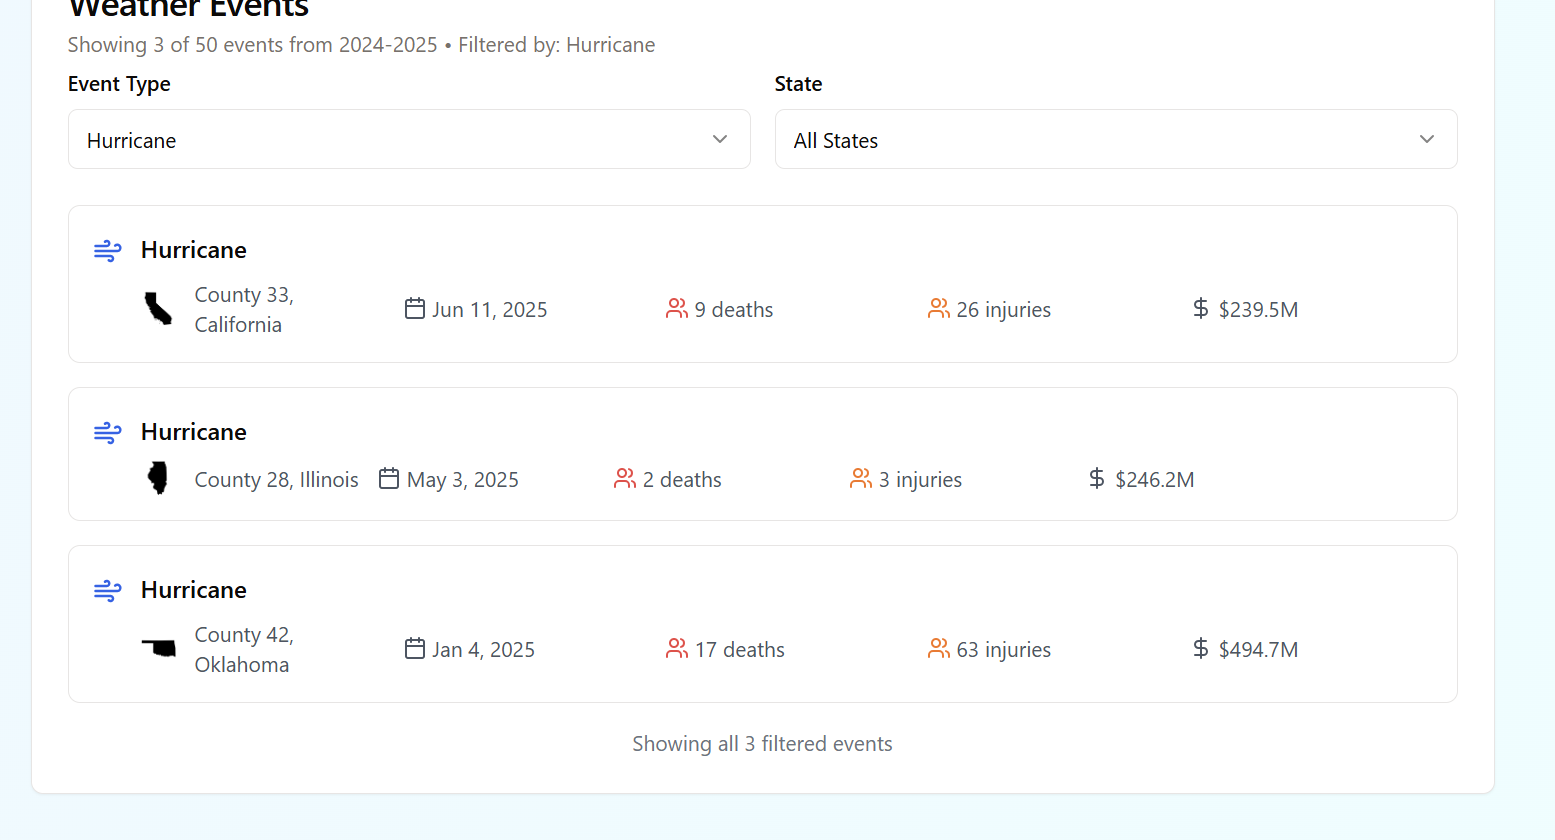 Weather Events
Showing 3 of 50 events from 2024-2025 • Filtered by: Hurricane
Event Type
State
Hurricane
All States
Hurricane
County 33,
California
Jun 11, 2025
9 deaths
26 injuries
$239.5M
Hurricane
County 28, Illinois
May 3, 2025
2 deaths
3 injuries
$246.2M
Hurricane
County 42,
Oklahoma
Jan 4, 2025
17 deaths
63 injuries
$494.7M
Showing all 3 filtered events